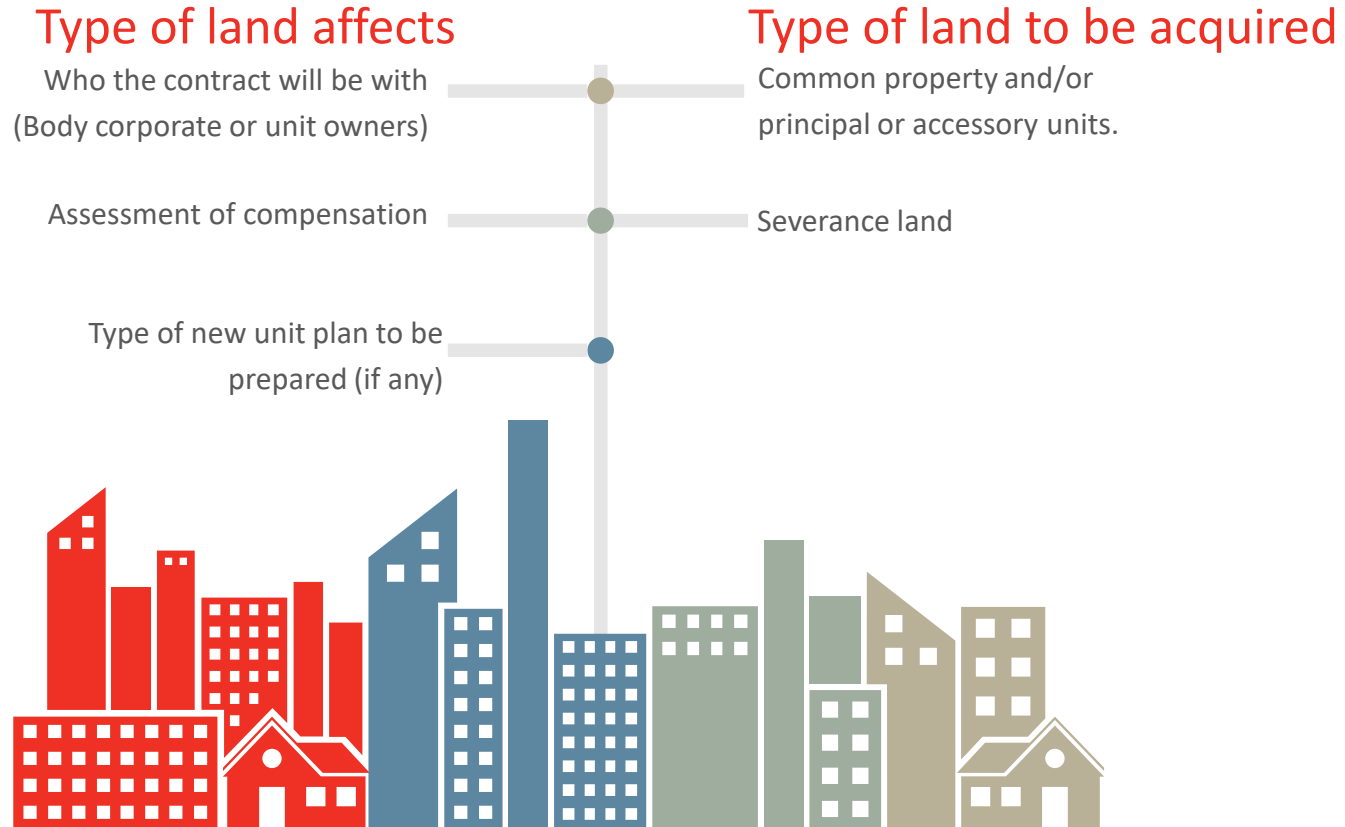 Type of land affects
Who the contract will be with
(Body corporate or unit owners)
Assessment of compensation
Type of new unit plan to be
prepared (if any)
Type of land to be acquired
Common property and/or
principal or accessory units.
Severance land